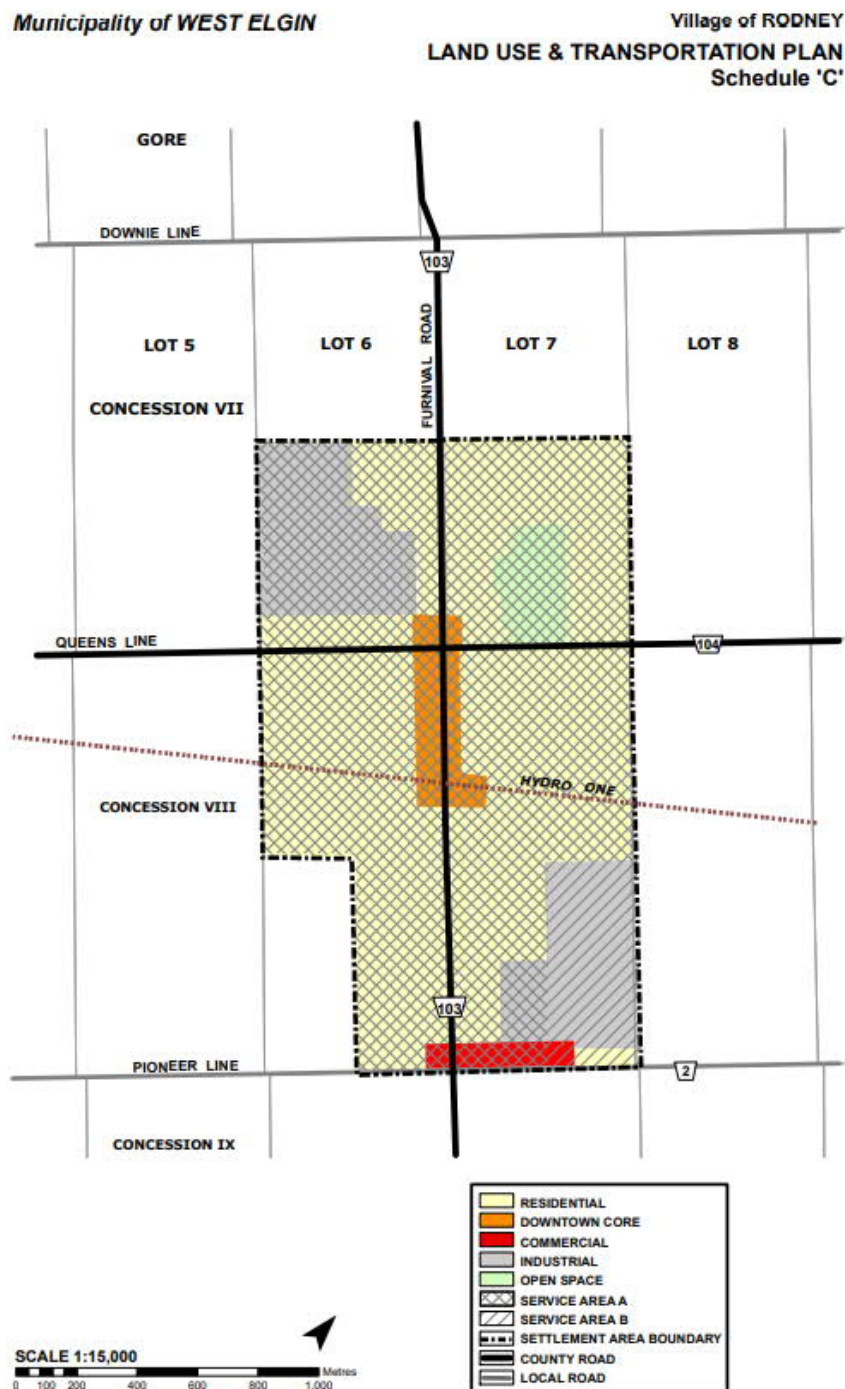 Municipality of WEST ELGIN
Village of RODNEY
LAND USE & TRANSPORTATION PLAN
Schedule 'C'
GORE
DOWNIE LINE
103
LOT 5
LOT 6
FURNIVAL ROAD
LOT 7
LOT 8
CONCESSION VII
QUEENS LINE
104
HYDRO ONE
CONCESSION VIII
103
PIONEER LINE
2
CONCESSION IX
RESIDENTIAL
DOWNTOWN CORE
COMMERCIAL
INDUSTRIAL
OPEN SPACE
SERVICE AREA A
SERVICE AREA B
SETTLEMENT AREA BOUNDARY
COUNTY ROAD
LOCAL ROAD
SCALE 1:15,000
Metres
0 100 200 400 600 800 1,000